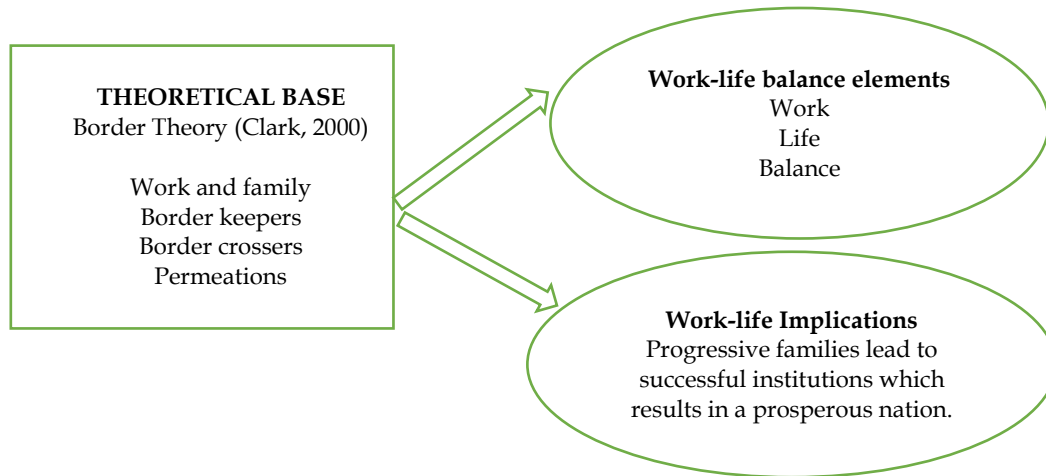 THEORETICAL BASE
Border Theory (Clark, 2000)
Work and family
Border keepers
Border crossers
Permeations
Work-life balance elements
Work
Life
Balance
Work-life Implications
Progressive families lead to
successful institutions which
results in a prosperous nation.